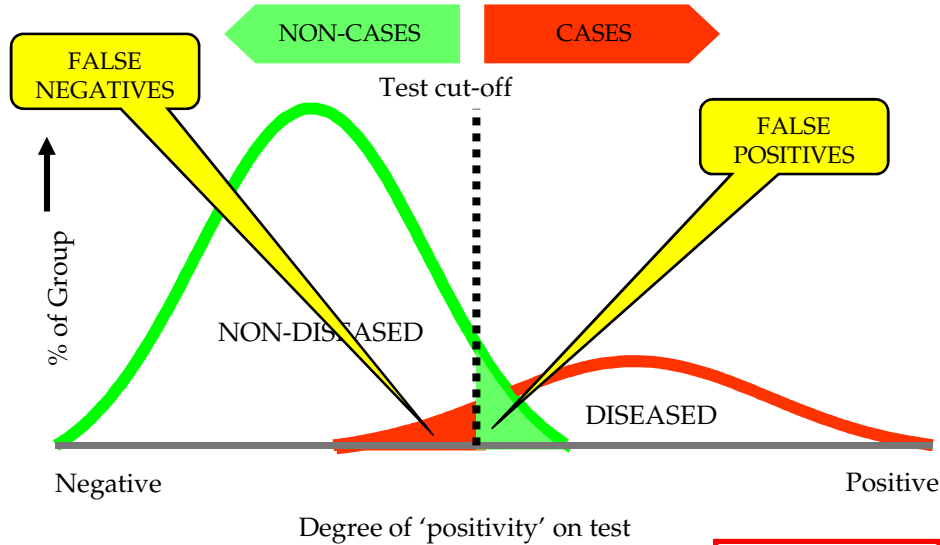 NON-CASES
CASES
FALSE
NEGATIVES
Test cut-off
FALSE
POSITIVES
% of Group
NON-DISEASED
DISEASED
Negative
Positive
Degree of ‘positivity’ on test